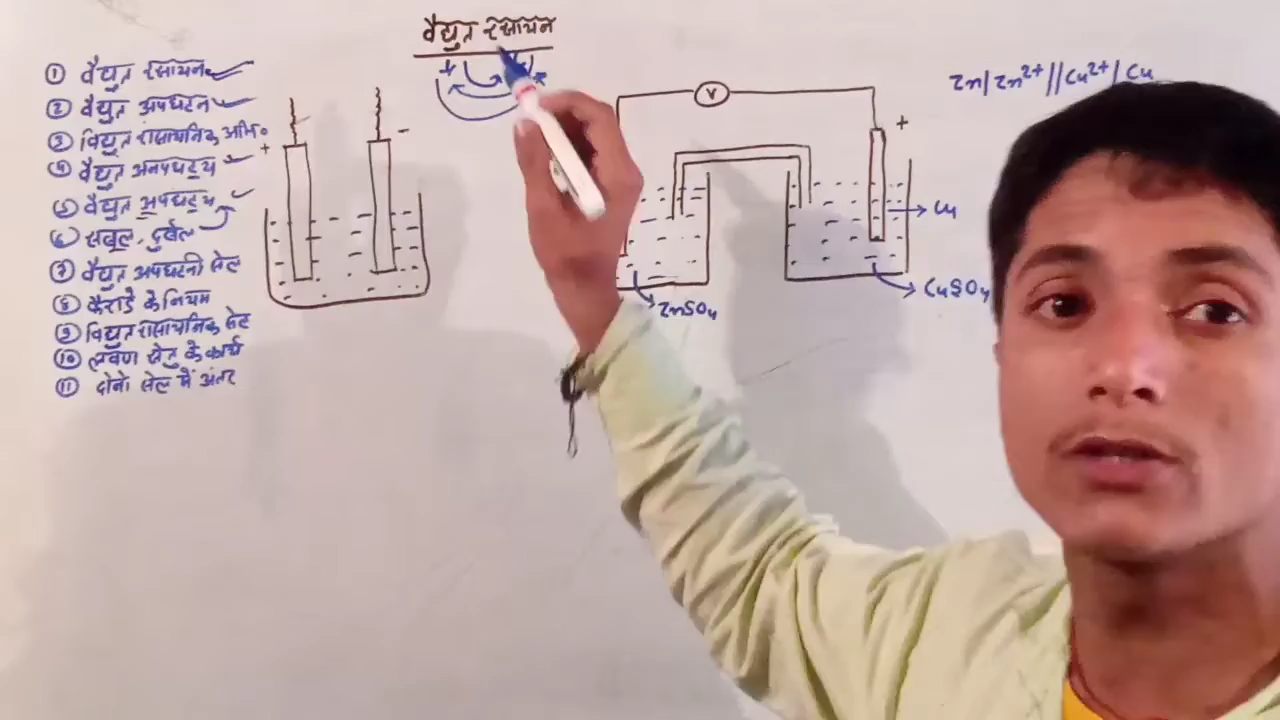 वैद्युत रसायन
① वैद्युत रसायन
② वैद्युत अपघटन
③ विद्युत रासायनिक अभि॰
④ वैद्युत अनपघट्य
⑤ वैद्युत अपघट्य
⑥ सबल, दुर्बल
⑦ वैद्युत अपघटनी सेल
⑧ फैराडे के नियम
⑨ विद्युत रासायनिक सेल
⑩ लवण सेतु के कार्य
⑪ दोनो सेल में अंतर
+
-
V
+
Zn/Zn²⁺//Cu²⁺/Cu
Cu
ZnSO₄
CuSO₄